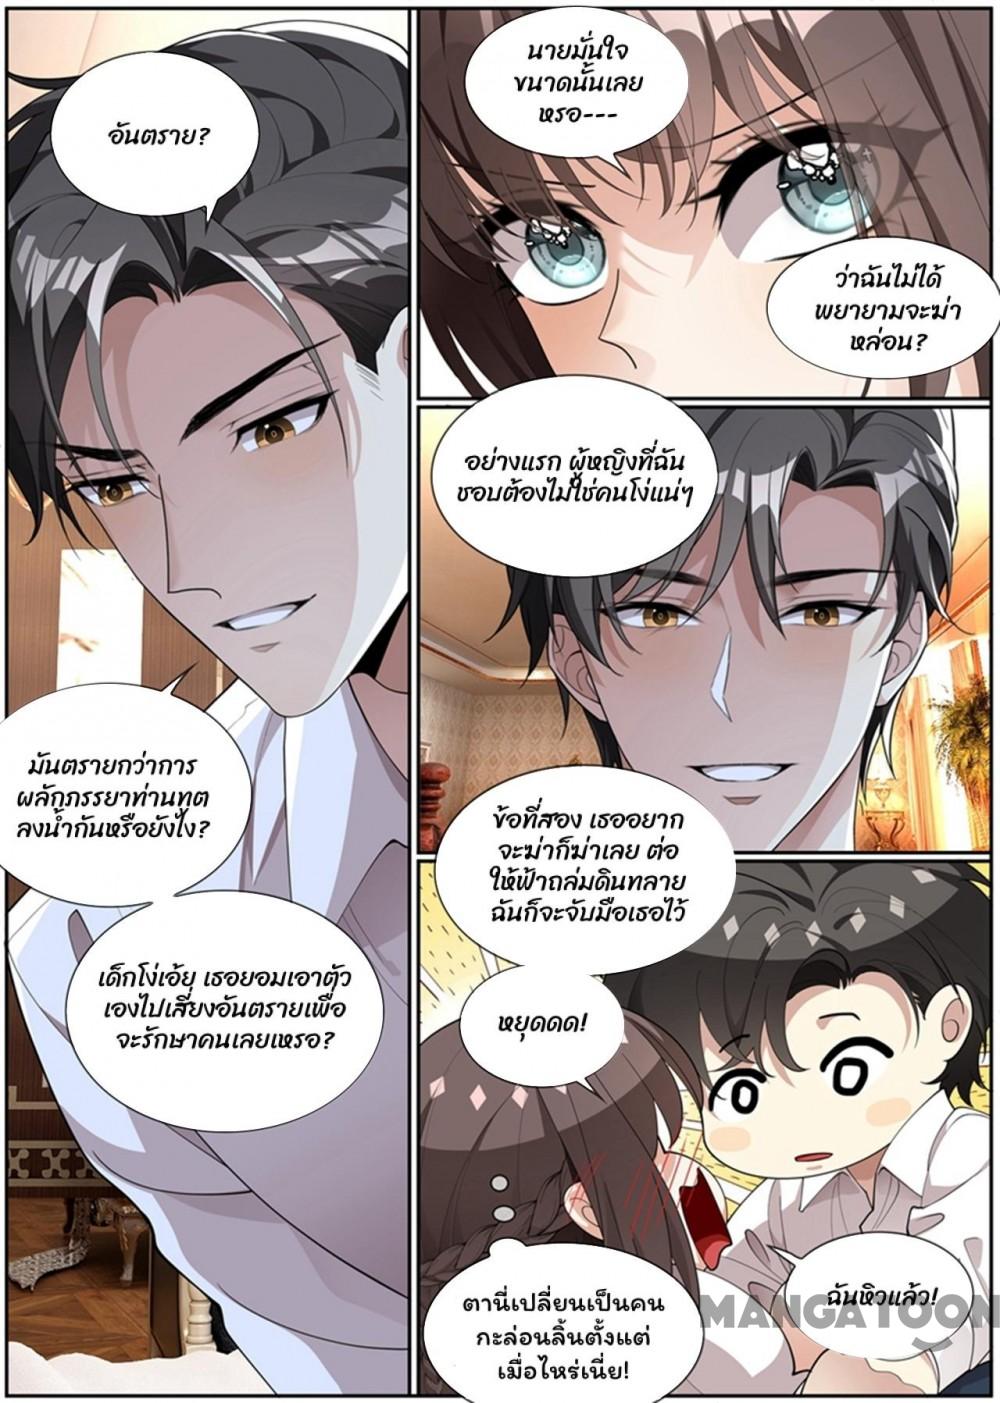 อันตราย?
มันตรายกว่าการ
ผลักภรรยาท่านทูต
ลงน้ำกันหรือยังไง?
เด็กโง่เอ้ย เธอยอมเอาตัว
เองไปเสี่ยงอันตรายเพื่อ
จะรักษาคนเลยเหรอ?
นายมั่นใจ
ขนาดนั้นเลย
หรอ---
ว่าฉันไม่ได้
พยายามจะฆ่า
หล่อน?
อย่างแรก ผู้หญิงที่ฉัน
ชอบต้องไม่ใช่คนโง่แน่ๆ
ข้อที่สอง เธออยาก
จะฆ่าก็ฆ่าเลย ต่อ
ให้ฟ้าถล่มดินทลาย
ฉันก็จะจับมือเธอไว้
หยุดดด!
ตานี่เปลี่ยนเป็นคน
กะล่อนลิ้นตั้งแต่
เมื่อไหร่เนี่ย!
ฉันหิวแล้ว!
MANGATOON